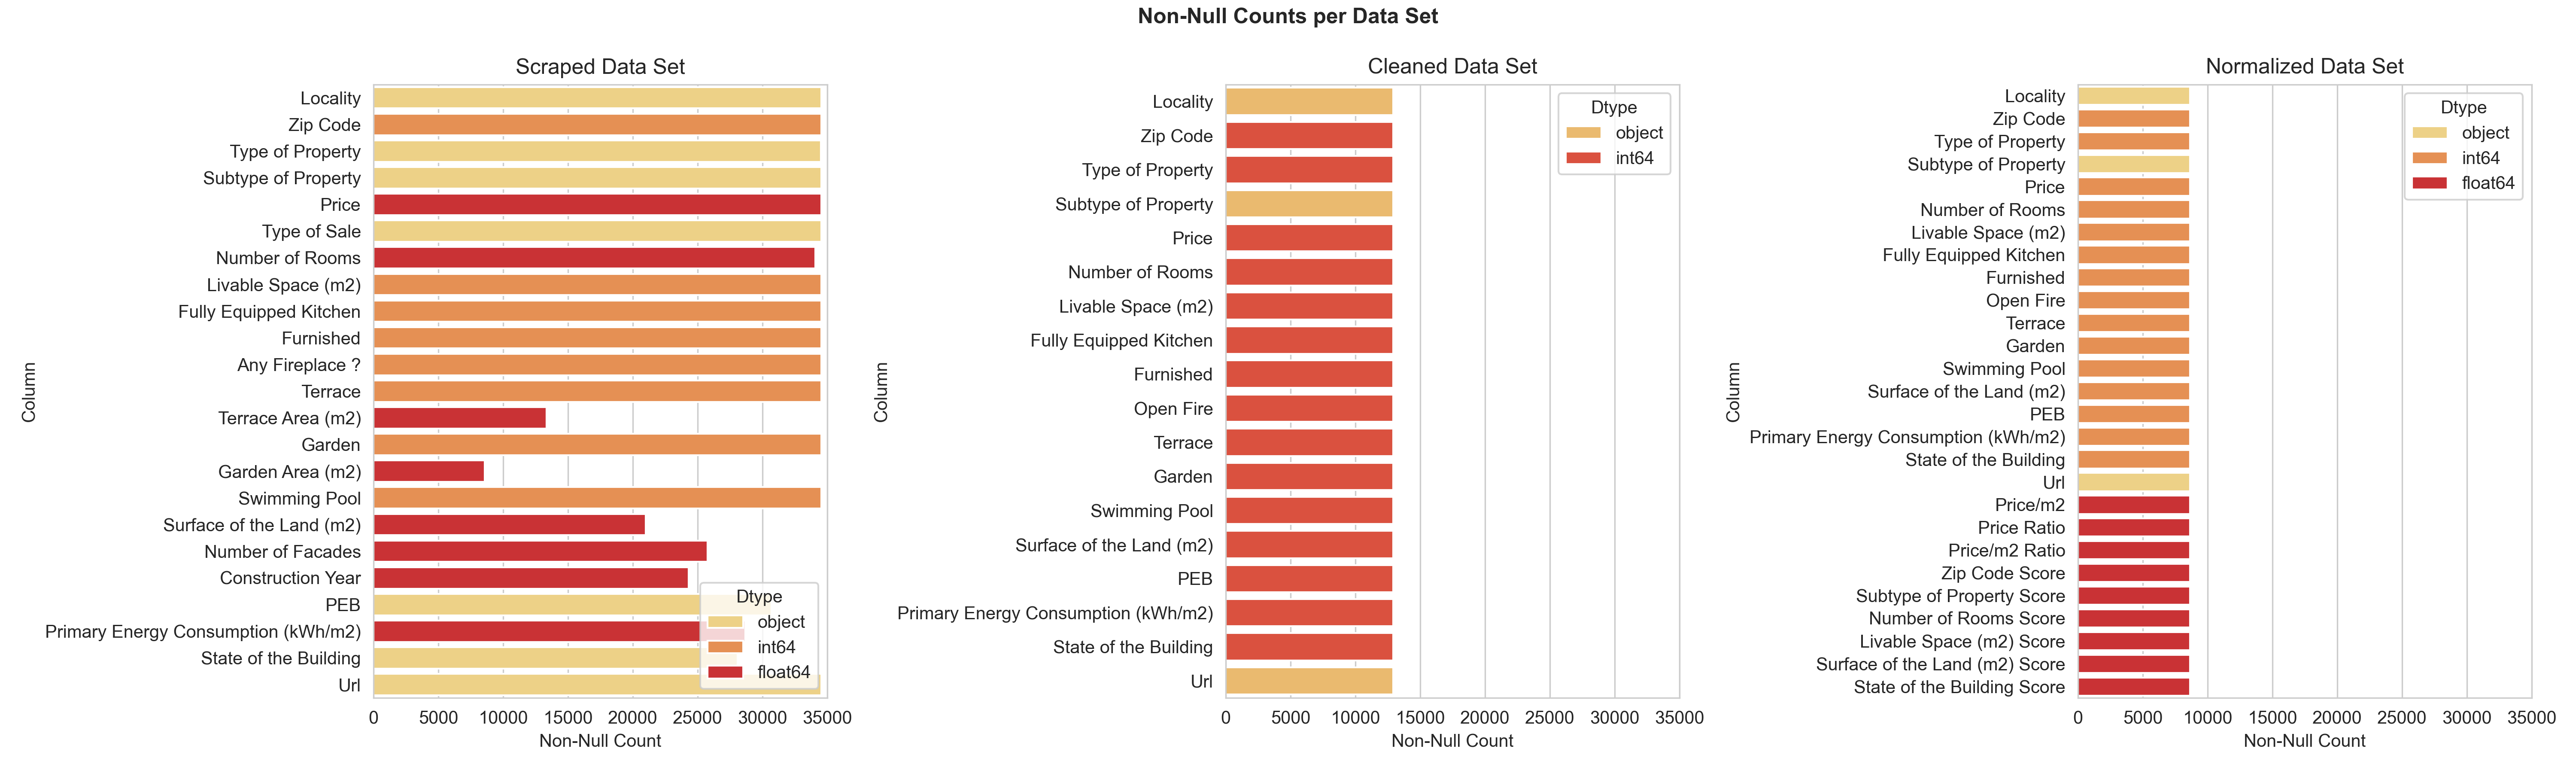 Non-Null Counts per Data Set
Scraped Data Set
Column
Locality
Zip Code
Type of Property
Subtype of Property
Price
Type of Sale
Number of Rooms
Livable Space (m2)
Fully Equipped Kitchen
Furnished
Any Fireplace ?
Terrace
Terrace Area (m2)
Garden
Garden Area (m2)
Swimming Pool
Surface of the Land (m2)
Number of Facades
Construction Year
PEB
Primary Energy Consumption (kWh/m2)
State of the Building
Url
Dtype
object
int64
float64
0 5000 10000 15000 20000 25000 30000 35000
Non-Null Count
Cleaned Data Set
Column
Locality
Zip Code
Type of Property
Subtype of Property
Price
Number of Rooms
Livable Space (m2)
Fully Equipped Kitchen
Furnished
Open Fire
Terrace
Garden
Swimming Pool
Surface of the Land (m2)
PEB
Primary Energy Consumption (kWh/m2)
State of the Building
Url
Dtype
object
int64
0 5000 10000 15000 20000 25000 30000 35000
Non-Null Count
Normalized Data Set
Column
Locality
Zip Code
Type of Property
Subtype of Property
Price
Number of Rooms
Livable Space (m2)
Fully Equipped Kitchen
Furnished
Open Fire
Terrace
Garden
Swimming Pool
Surface of the Land (m2)
PEB
Primary Energy Consumption (kWh/m2)
State of the Building
Url
Price/m2
Price Ratio
Price/m2 Ratio
Zip Code Score
Subtype of Property Score
Number of Rooms Score
Livable Space (m2) Score
Surface of the Land (m2) Score
State of the Building Score
Dtype
object
int64
float64
0 5000 10000 15000 20000 25000 30000 35000
Non-Null Count